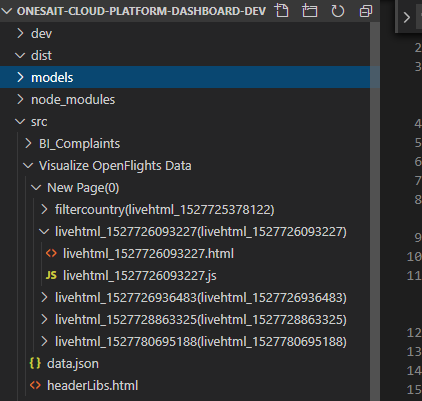 ONESAIT-CLOUD-PLATFORM-DASHBOARD-DEV
dev
dist
models
node_modules
src
BI_Complaints
Visualize OpenFlights Data
New Page(0)
filtercountry(livehtml_1527725378122)
livehtml_1527726093227(livehtml_1527726093227)
<> livehtml_1527726093227.html
JS livehtml_1527726093227.js
livehtml_1527726936483(livehtml_1527726936483)
livehtml_1527728863325(livehtml_1527728863325)
livehtml_1527780695188(livehtml_1527780695188)
{} data.json
<> headerLibs.html
2
3
4
5
6
7
8
9
10
11
12
13
14
15